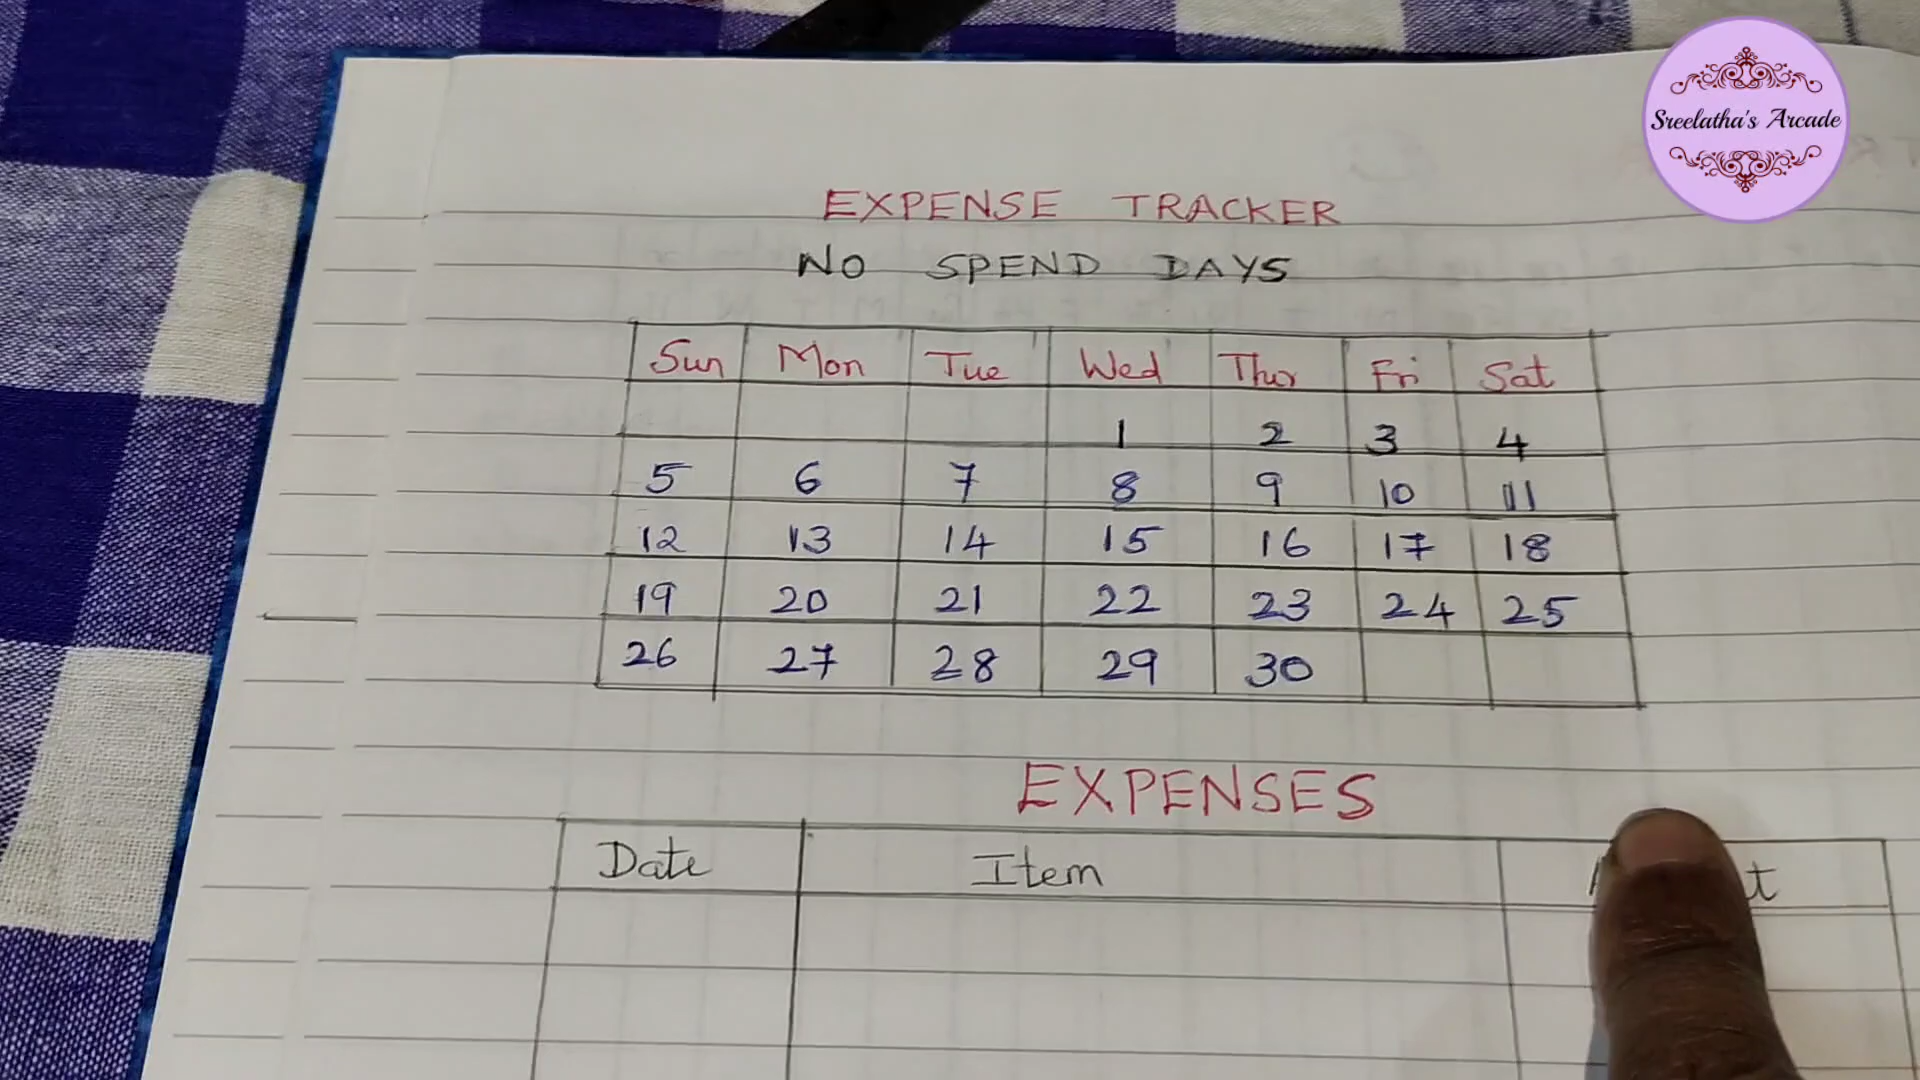 Sreelatha's Arcade
EXPENSE TRACKER
NO SPEND DAYS
Sun Mon Tue Wed Thur Fri Sat
1 2 3 4
5 6 7 8 9 10 11
12 13 14 15 16 17 18
19 20 21 22 23 24 25
26 27 28 29 30
EXPENSES
Date Item